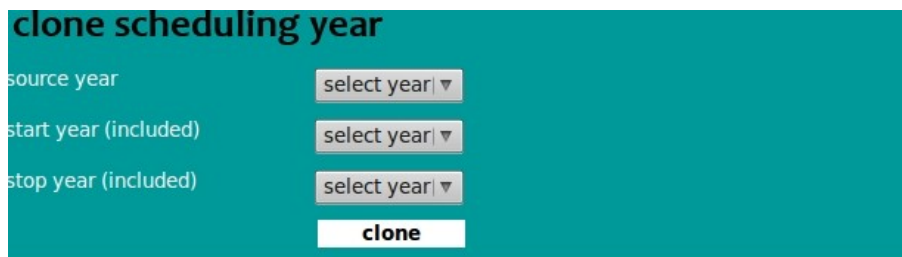 clone scheduling year
source year select year
start year (included) select year
stop year (included) select year
clone